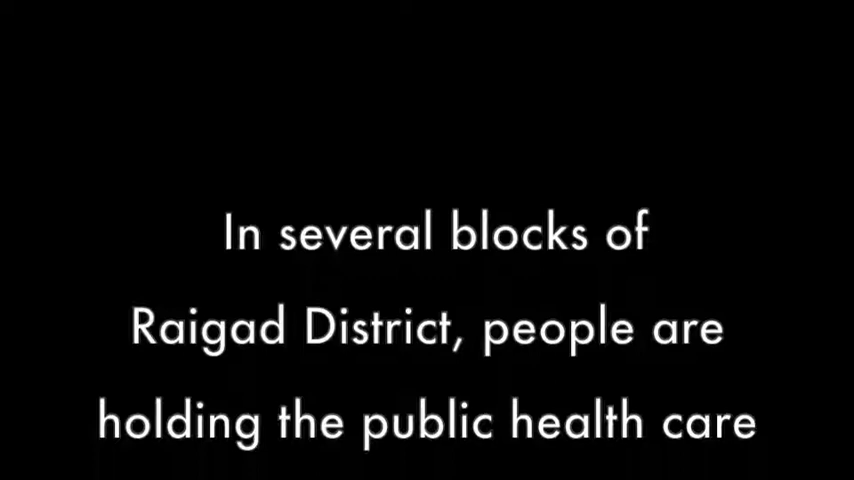 In several blocks of
Raigad District, people are
holding the public health care